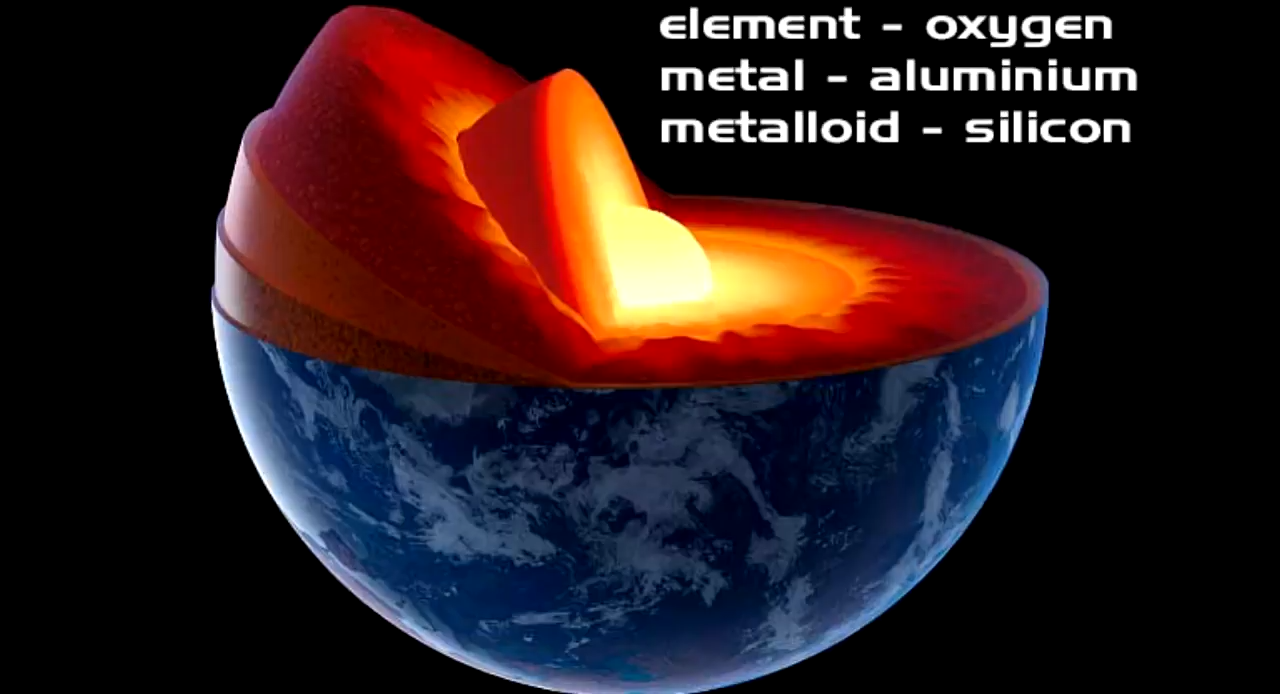 element - oxygen
metal - aluminium
metalloid - silicon